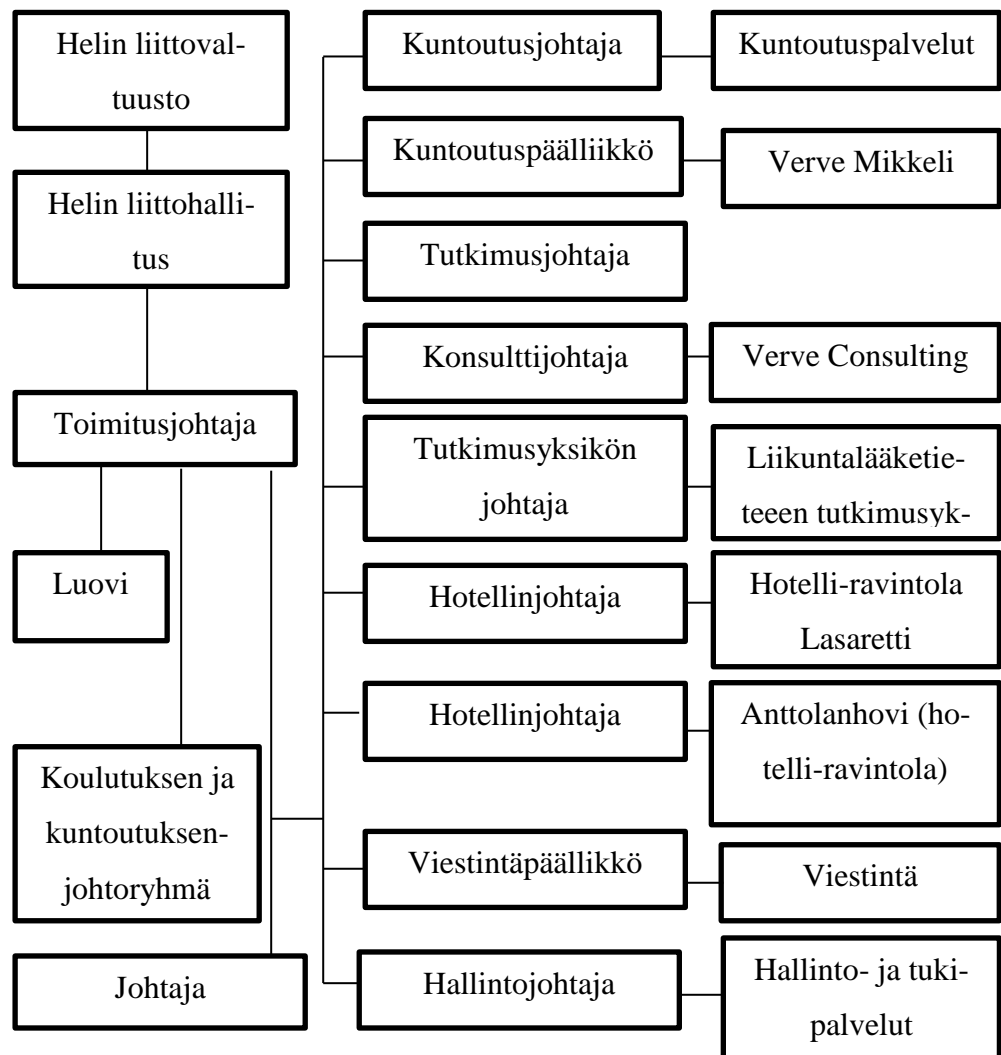 Helin liittoval-
tuusto
Helin liittohalli-
tus
Toimitusjohtaja
Luovi
Koulutuksen ja
kuntoutuksen-
johtoryhmä
Johtaja
Kuntoutusjohtaja
Kuntoutuspalvelut
Kuntoutuspäälliikkö
Verve Mikkeli
Tutkimusjohtaja
Konsulttijohtaja
Verve Consulting
Tutkimusyksikön
johtaja
Liikuntalääketie-
teeen tutkimusyk-
Hotellinjohtaja
Hotelli-ravintola
Lasaretti
Hotellinjohtaja
Anttolanhovi (ho-
telli-ravintola)
Viestintäpäällikkö
Viestintä
Hallintojohtaja
Hallinto- ja tuki-
palvelut